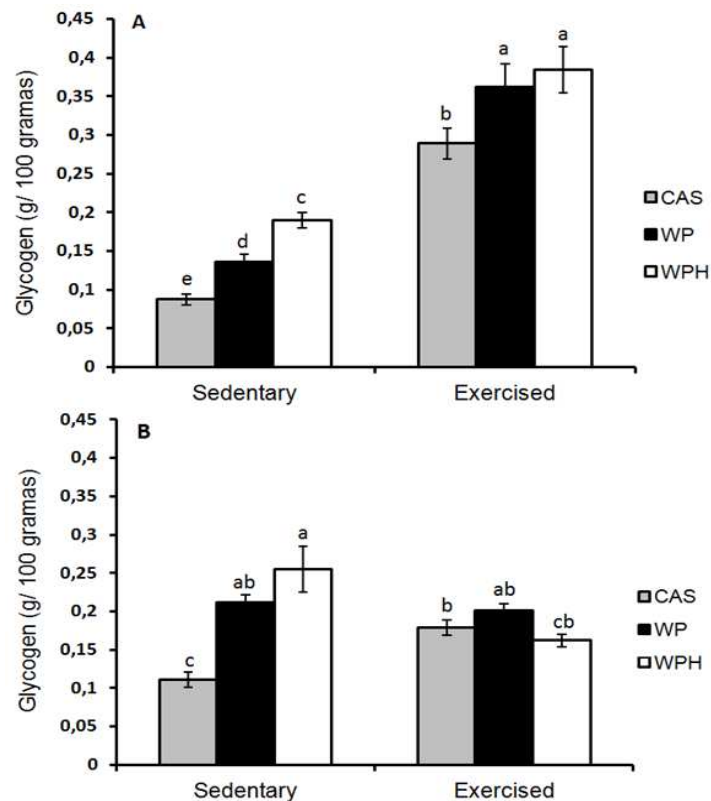 A
0,45
0,4
0,35
0,3
0,25
0,2
0,15
0,1
0,05
0
Glycogen (g/ 100 gramas)
e
d
c
b
a
a
Sedentary
Exercised
CAS
WP
WPH
B
0,45
0,4
0,35
0,3
0,25
0,2
0,15
0,1
0,05
0
Glycogen (g/ 100 gramas)
c
ab
a
b
ab
cb
Sedentary
Exercised
CAS
WP
WPH